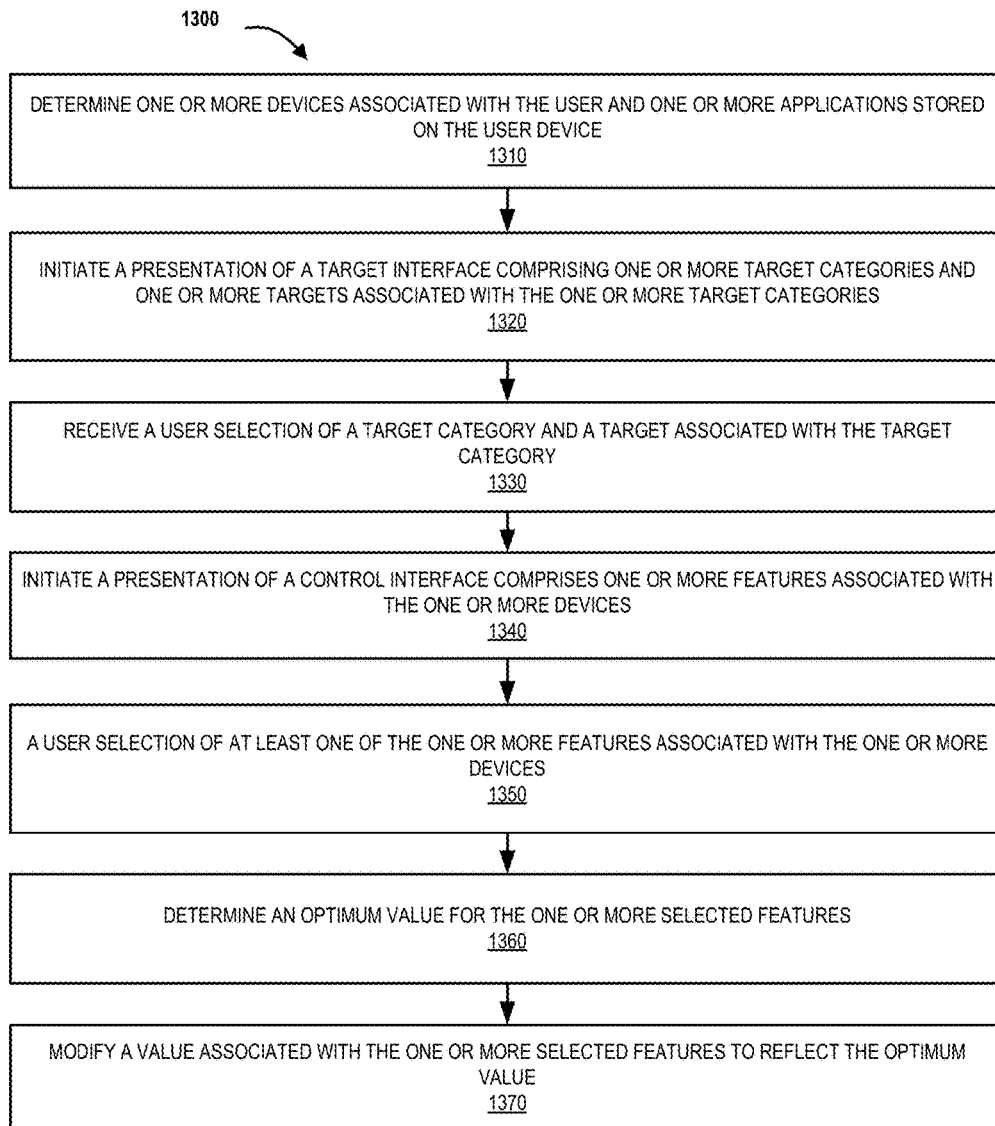 1300
DETERMINE ONE OR MORE DEVICES ASSOCIATED WITH THE USER AND ONE OR MORE APPLICATIONS STORED
ON THE USER DEVICE
1310
INITIATE A PRESENTATION OF A TARGET INTERFACE COMPRISING ONE OR MORE TARGET CATEGORIES AND
ONE OR MORE TARGETS ASSOCIATED WITH THE ONE OR MORE TARGET CATEGORIES
1320
RECEIVE A USER SELECTION OF A TARGET CATEGORY AND A TARGET ASSOCIATED WITH THE TARGET
CATEGORY
1330
INITIATE A PRESENTATION OF A CONTROL INTERFACE COMPRISES ONE OR MORE FEATURES ASSOCIATED WITH
THE ONE OR MORE DEVICES
1340
A USER SELECTION OF AT LEAST ONE OF THE ONE OR MORE FEATURES ASSOCIATED WITH THE ONE OR MORE
DEVICES
1350
DETERMINE AN OPTIMUM VALUE FOR THE ONE OR MORE SELECTED FEATURES
1360
MODIFY A VALUE ASSOCIATED WITH THE ONE OR MORE SELECTED FEATURES TO REFLECT THE OPTIMUM
VALUE
1370